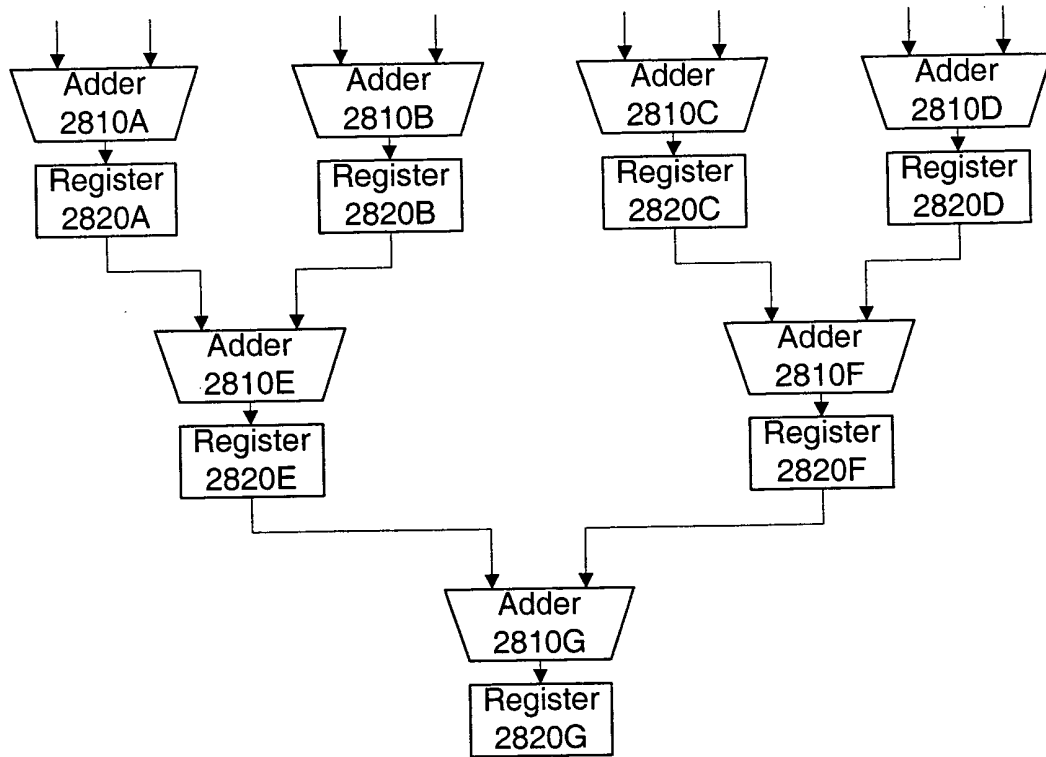 Adder
2810A
Adder
2810B
Adder
2810C
Adder
2810D
Register
2820A
Register
2820B
Register
2820C
Register
2820D
Adder
2810E
Adder
2810F
Register
2820E
Register
2820F
Adder
2810G
Register
2820G